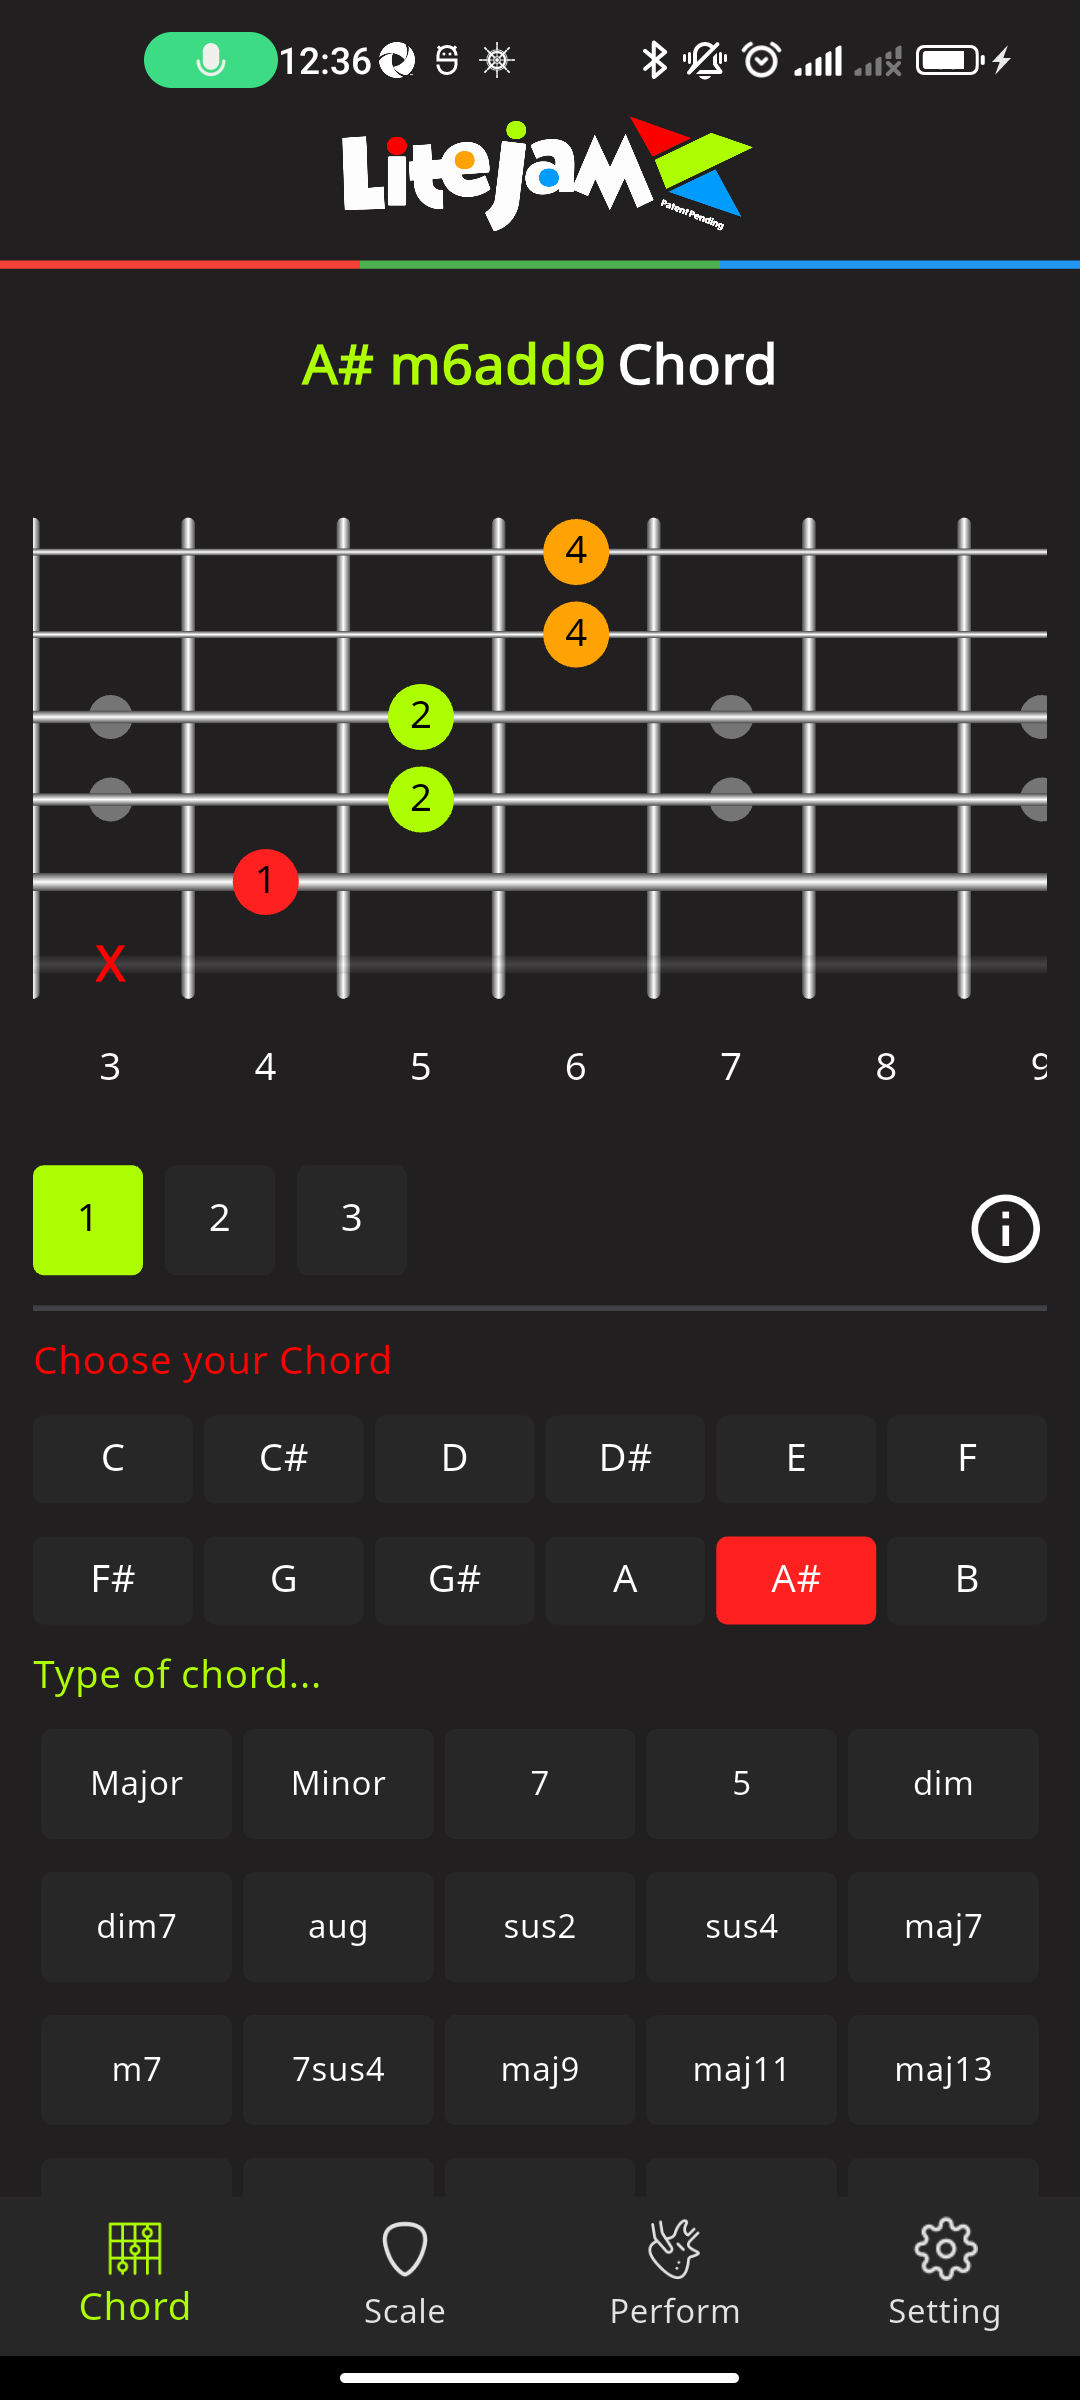 12:36
Litejam
Patent Pending
A# m6add9 Chord
4
4
2
2
1
X
3 4 5 6 7 8 9
1 2 3
Choose your Chord
C C# D D# E F
F# G G# A A# B
Type of chord...
Major Minor 7 5 dim
dim7 aug sus2 sus4 maj7
m7 7sus4 maj9 maj11 maj13
Chord Scale Perform Setting